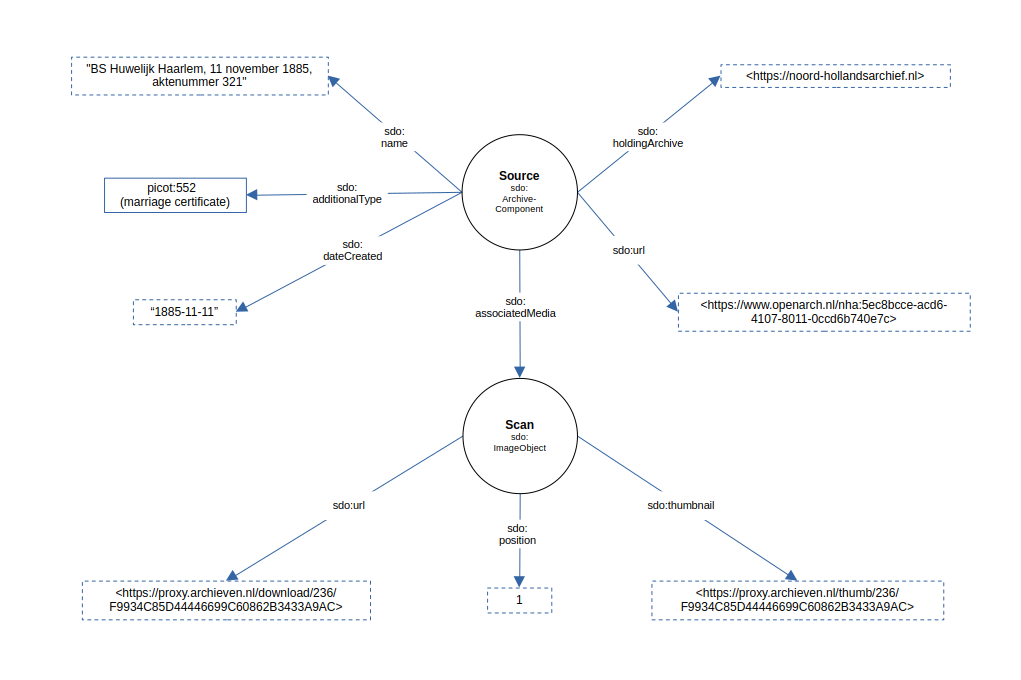 "BS Huwelijk Haarlem, 11 november 1885,
aktenummer 321"
<https://noord-hollandsarchief.nl>
sdo:
name
sdo:
holdingArchive
Source
sdo:
Archive-
Component
picot:552
(marriage certificate)
sdo:
additionalType
sdo:
dateCreated
sdo:url
“1885-11-11”
sdo:
associatedMedia
<https://www.openarch.nl/nha:5ec8bcce-acd6-
4107-8011-0ccd6b740e7c>
Scan
sdo:
ImageObject
sdo:url
sdo:
position
sdo:thumbnail
<https://proxy.archieven.nl/download/236/
F9934C85D44446699C60862B3433A9AC>
1
<https://proxy.archieven.nl/thumb/236/
F9934C85D44446699C60862B3433A9AC>